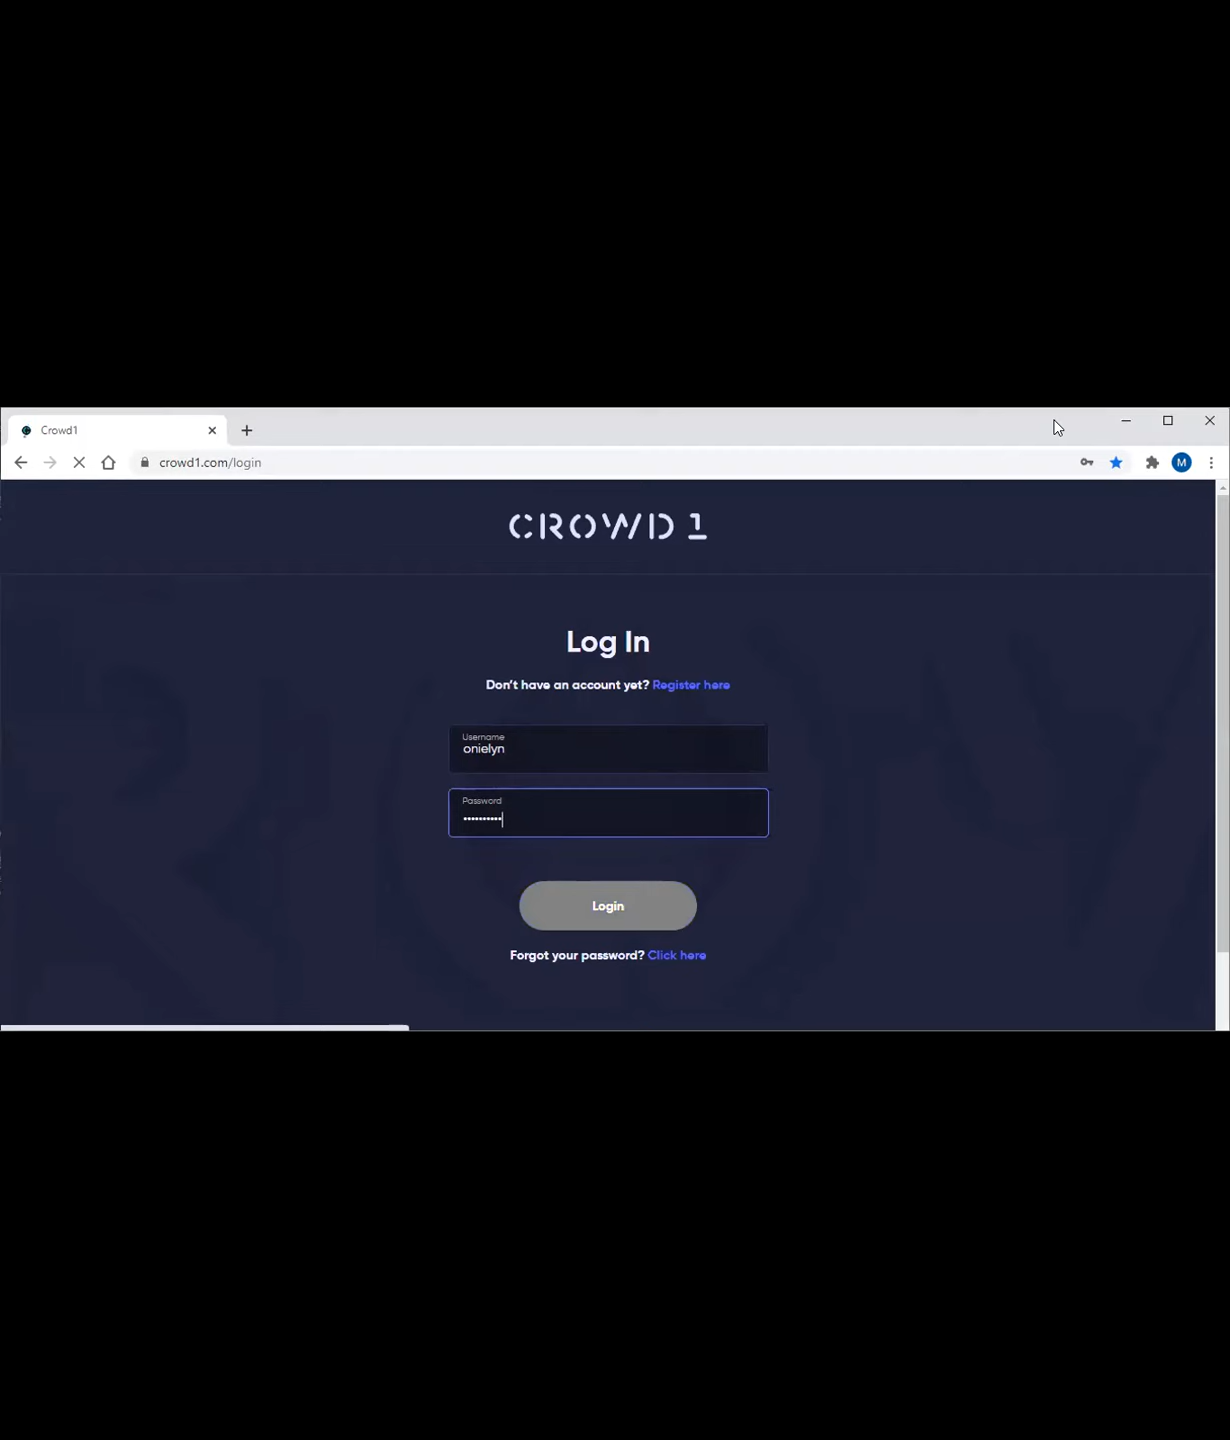 Crowd1
crowd1.com/login
M
CROWD 1
Log In
Don't have an account yet? Register here
Username
onielyn
Password
••••••••••
Login
Forgot your password? Click here